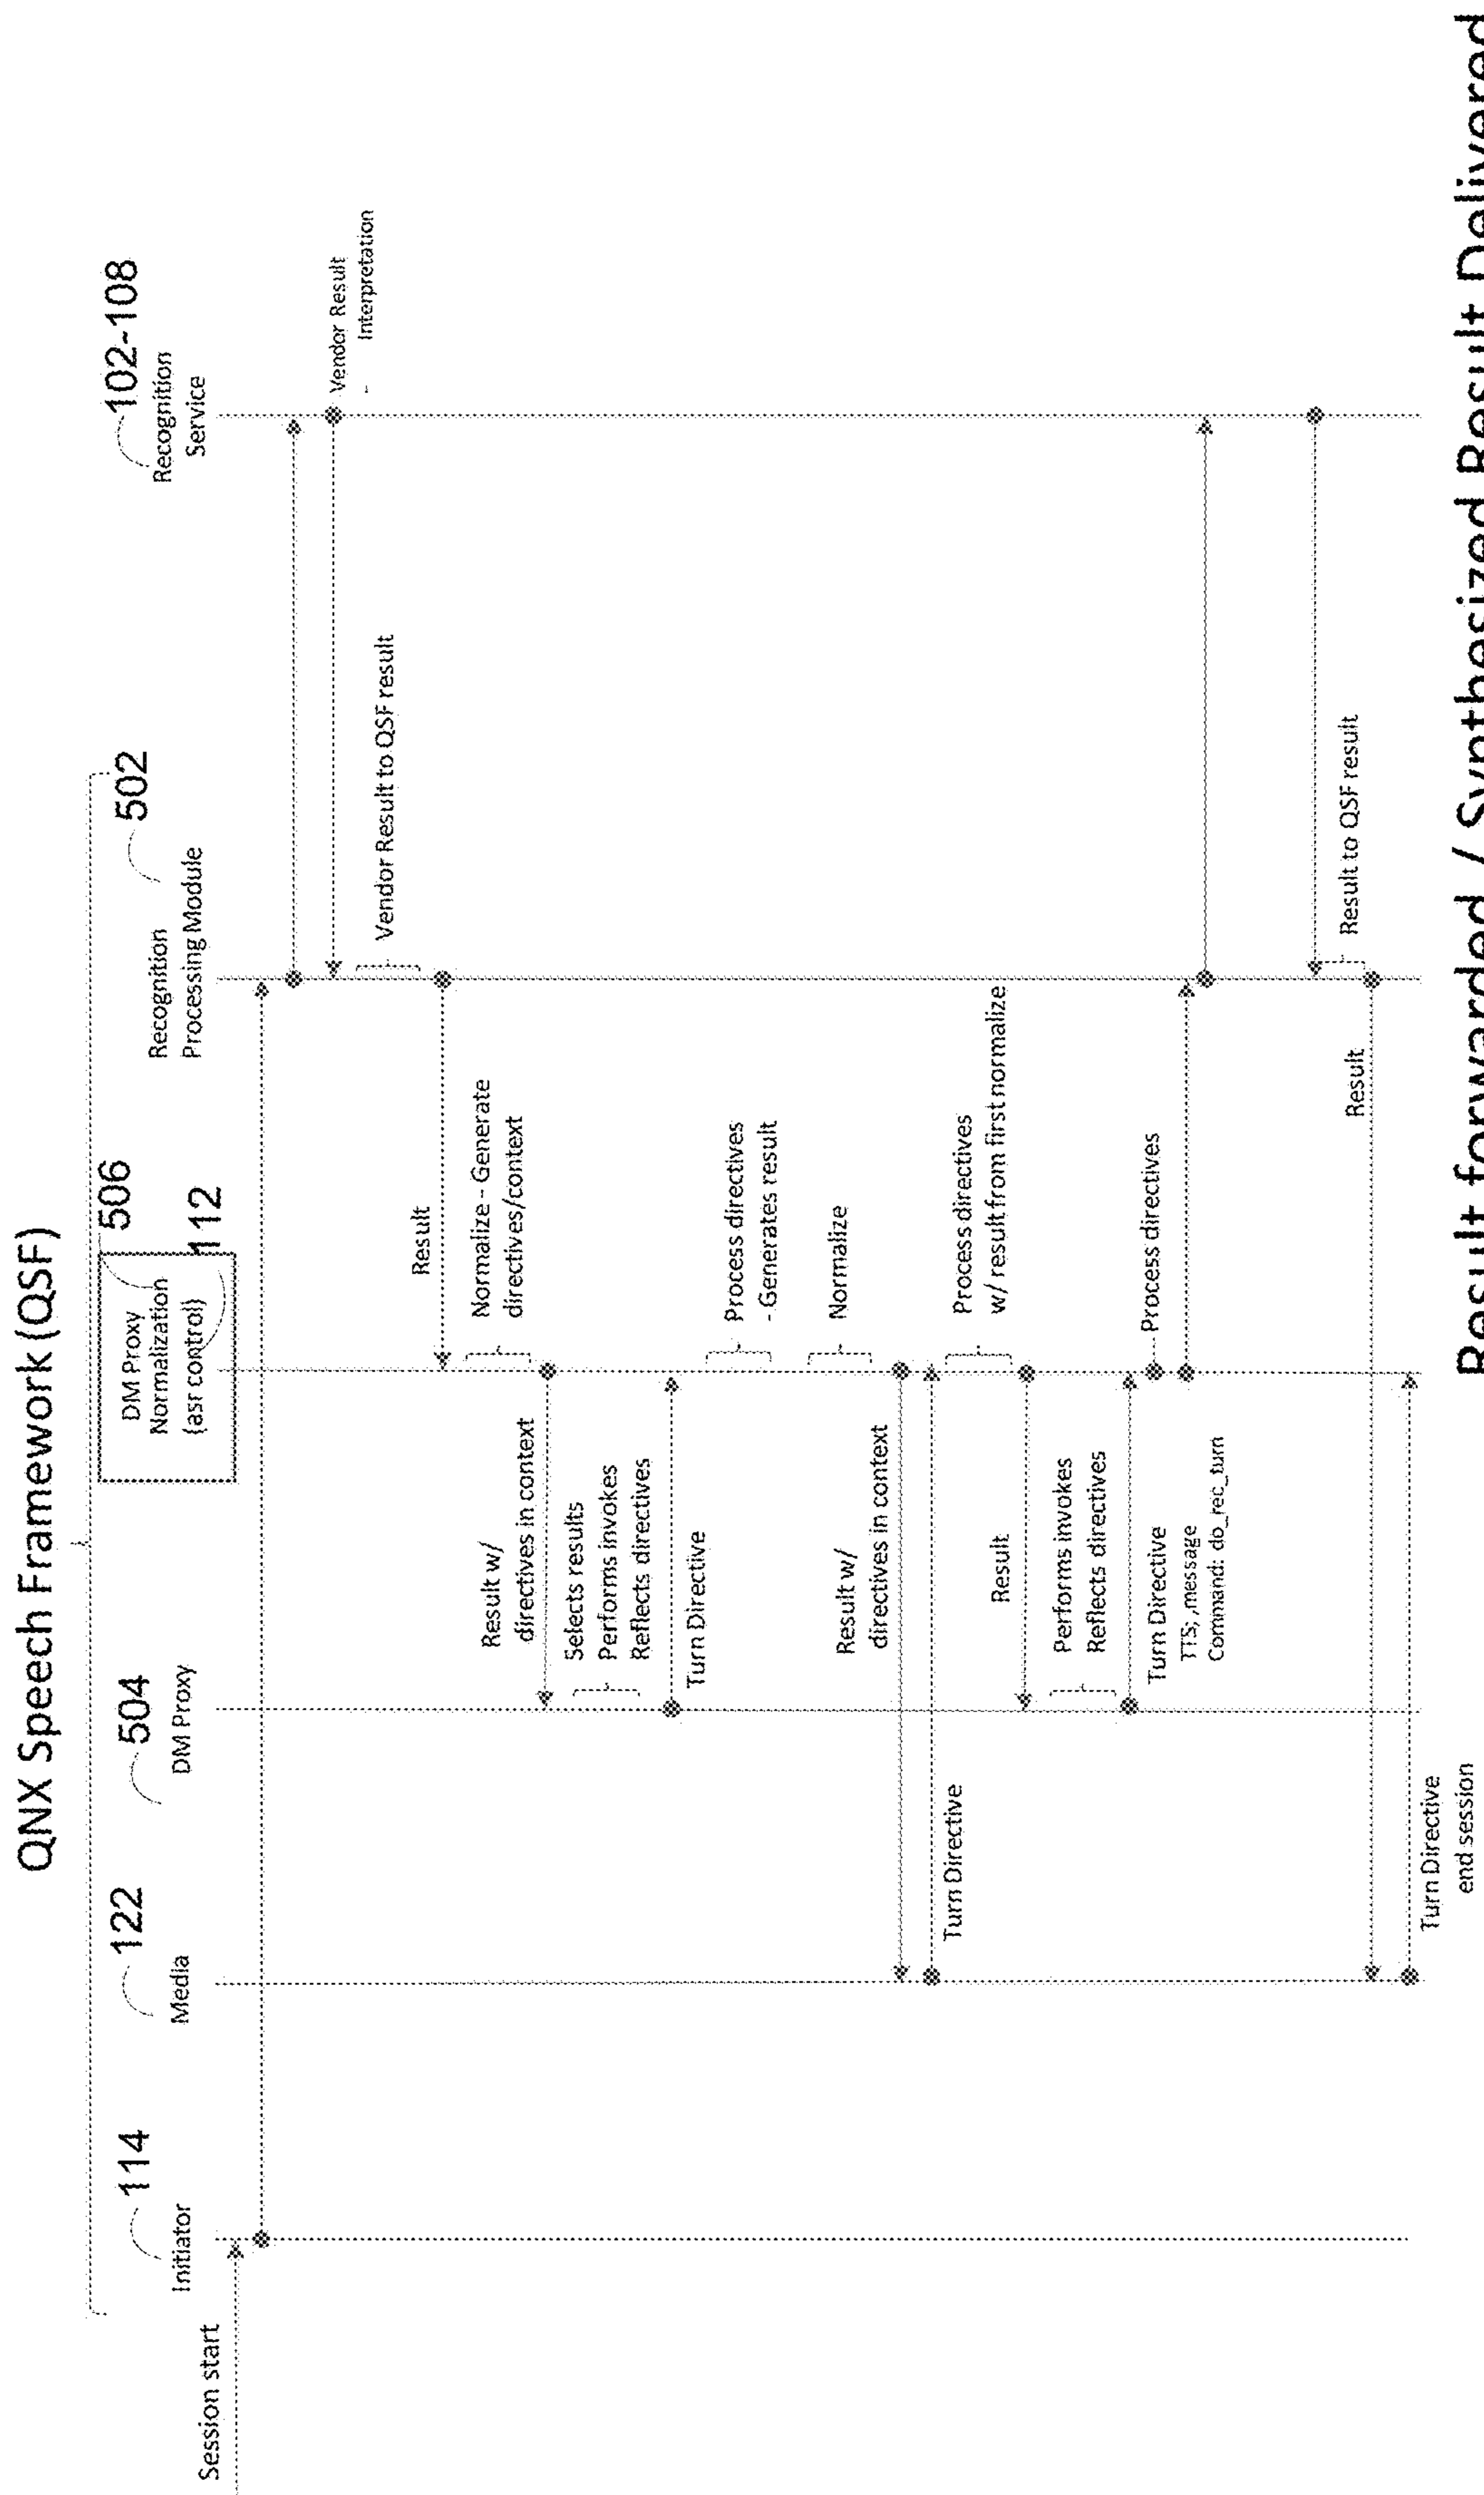 QNX Speech Framework (QSF)
114
Initiator
122
Media
504
DM Proxy
506
112
DM Proxy
Normalization
(asr control)
502
Recognition
Processing Module
102-108
Recognition
Service
Session start
Vendor Result
- Interpretation
Vendor Result to QSF result
Result
Normalize - Generate
directives/context
Result w/
directives in context
Selects results
Performs invokes
Reflects directives
Turn Directive
Process directives
- Generates result
Normalize
Result w/
directives in context
Turn Directive
Process directives
w/ result from first normalize
Result
Performs invokes
Reflects directives
Turn Directive
TTS; ,message
Command: do_rec_turn
Process directives
Result to QSF result
Result
Turn Directive
end session
Result forwarded / Synthesized Result Delivered